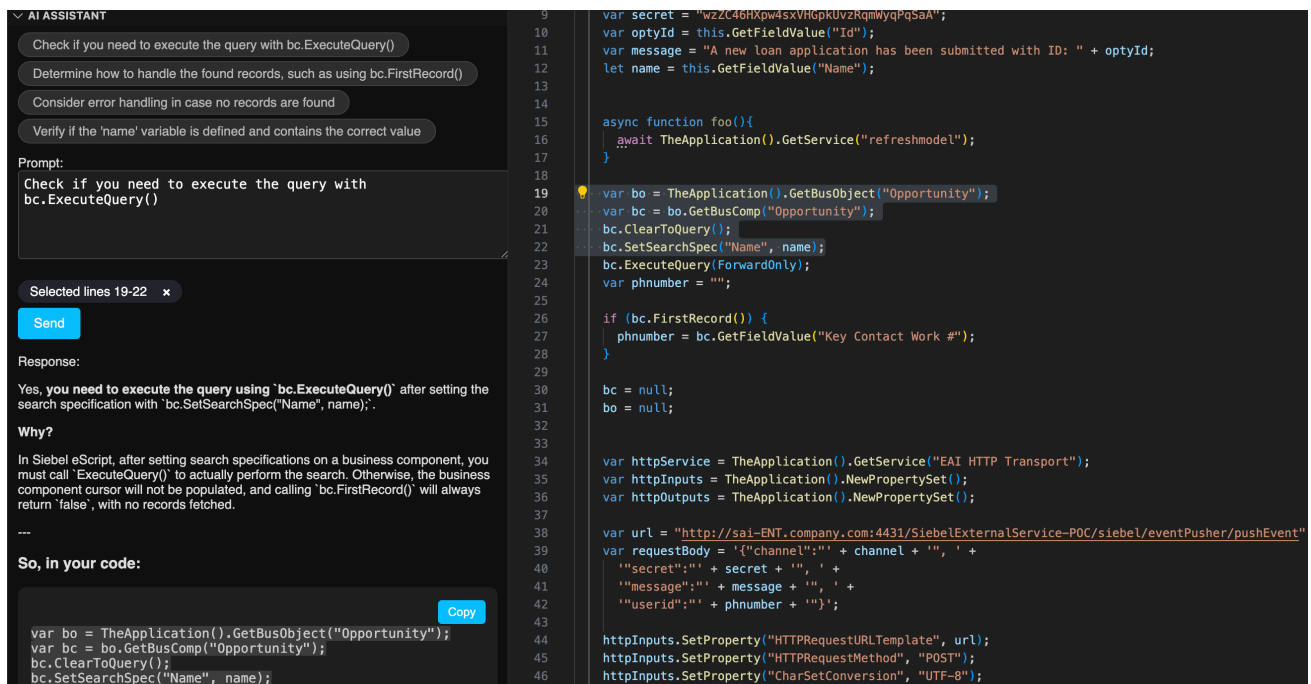 AI ASSISTANT
Check if you need to execute the query with bc.ExecuteQuery()
Determine how to handle the found records, such as using bc.FirstRecord()
Consider error handling in case no records are found
Verify if the 'name' variable is defined and contains the correct value
Prompt:
Check if you need to execute the query with
bc.ExecuteQuery()
Selected lines 19-22 ×
Send
Response:
Yes, you need to execute the query using `bc.ExecuteQuery()` after setting the
search specification with `bc.SetSearchSpec("Name", name);`.
Why?
In Siebel eScript, after setting search specifications on a business component, you
must call `ExecuteQuery()` to actually perform the search. Otherwise, the business
component cursor will not be populated, and calling `bc.FirstRecord()` will always
return `false`, with no records fetched.
---
So, in your code:
Copy
var bo = TheApplication().GetBusObject("Opportunity");
var bc = bo.GetBusComp("Opportunity");
bc.ClearToQuery();
bc.SetSearchSpec("Name", name);
9 var secret = "wzZC46HXpw4sxVHGpkUvzRqmWyqPqSaA";
10 var optyId = this.GetFieldValue("Id");
11 var message = "A new loan application has been submitted with ID: " + optyId;
12 let name = this.GetFieldValue("Name");
13
14
15 async function foo(){
16 await TheApplication().GetService("refreshmodel");
17 }
18
19 var bo = TheApplication().GetBusObject("Opportunity");
20 var bc = bo.GetBusComp("Opportunity");
21 bc.ClearToQuery();
22 bc.SetSearchSpec("Name", name);
23 bc.ExecuteQuery(ForwardOnly);
24 var phnumber = "";
25
26 if (bc.FirstRecord()) {
27 phnumber = bc.GetFieldValue("Key Contact Work #");
28 }
29
30 bc = null;
31 bo = null;
32
33
34 var httpService = TheApplication().GetService("EAI HTTP Transport");
35 var httpInputs = TheApplication().NewPropertySet();
36 var httpOutputs = TheApplication().NewPropertySet();
37
38 var url = "http://sai-ENT.company.com:4431/SiebelExternalService-POC/siebel/eventPusher/pushEvent"
39 var requestBody = '{"channel":"' + channel + '", ' +
40 '"secret":"' + secret + '", ' +
41 '"message":"' + message + '", ' +
42 '"userid":"' + phnumber + '"}';
43
44 httpInputs.SetProperty("HTTPRequestURLTemplate", url);
45 httpInputs.SetProperty("HTTPRequestMethod", "POST");
46 httpInputs.SetProperty("CharSetConversion", "UTF-8");